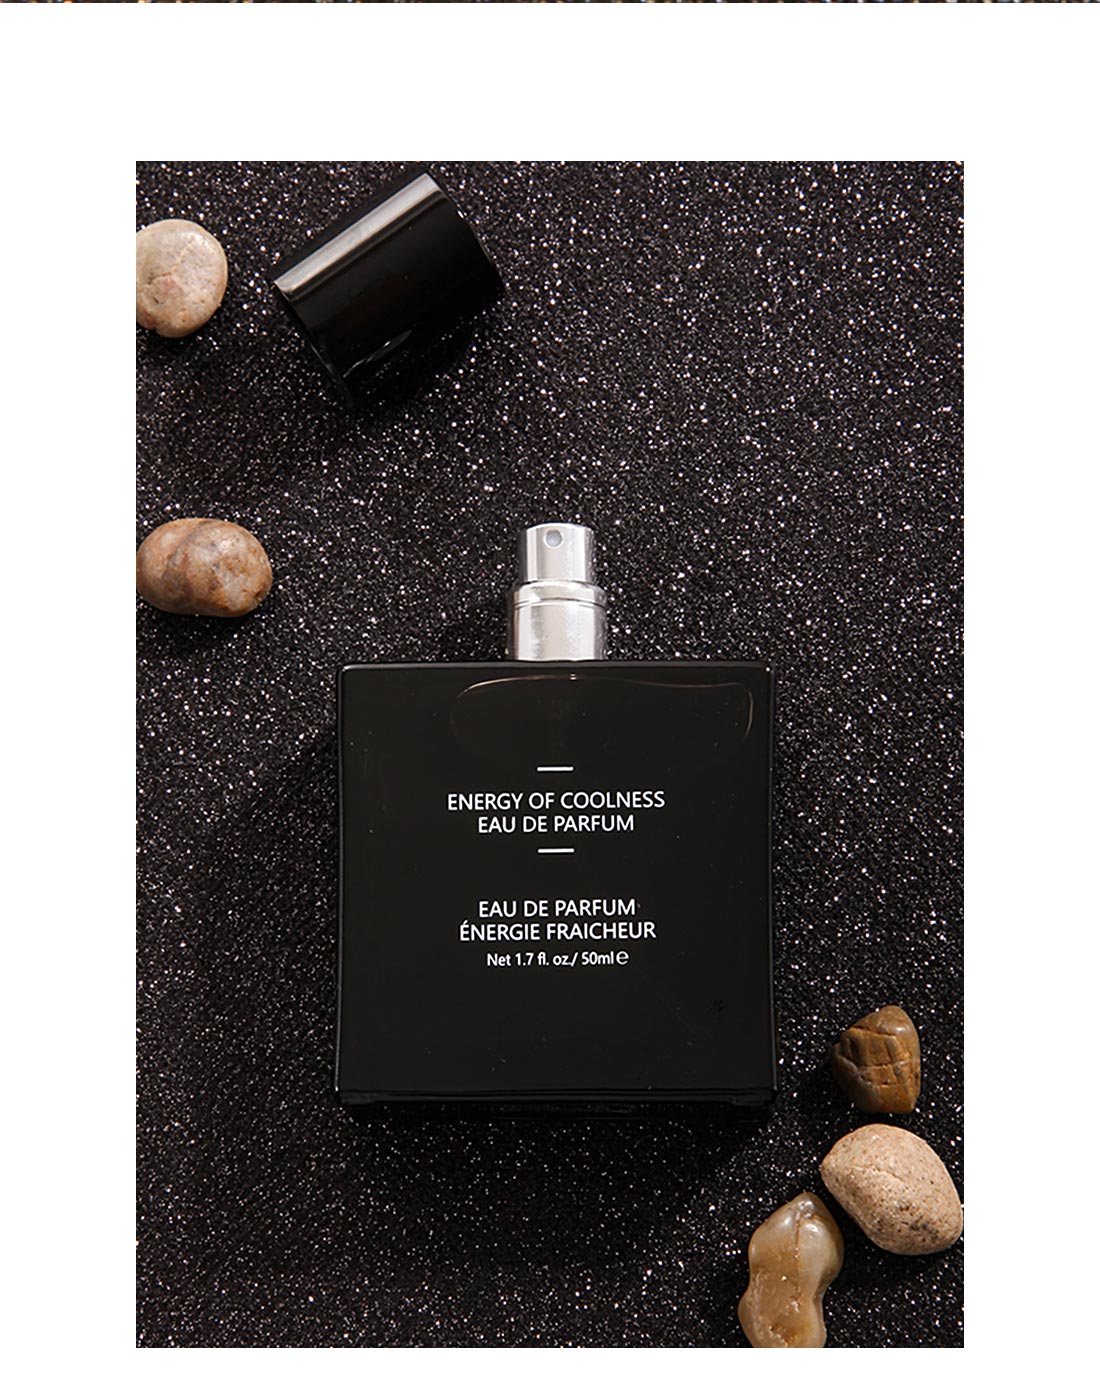 ENERGY OF COOLNESS
EAU DE PARFUM
EAU DE PARFUM
ÉNERGIE FRAICHEUR
Net 1.7 fl. oz./ 50ml℮